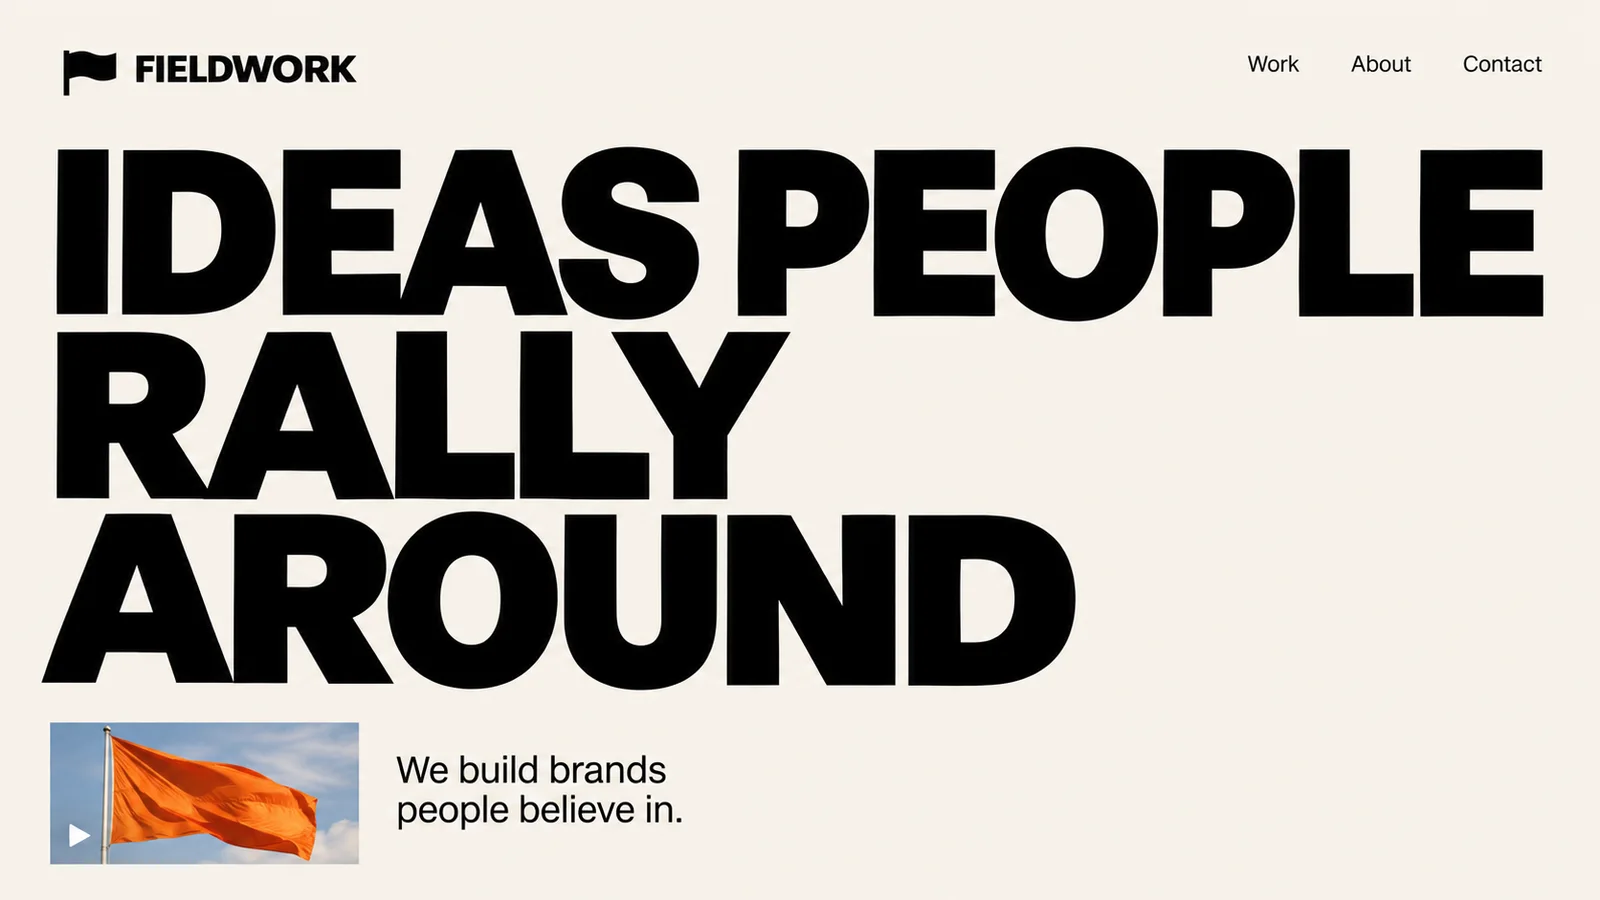 FIELDWORK
Work
About
Contact
IDEAS PEOPLE
RALLY
AROUND
We build brands
people believe in.